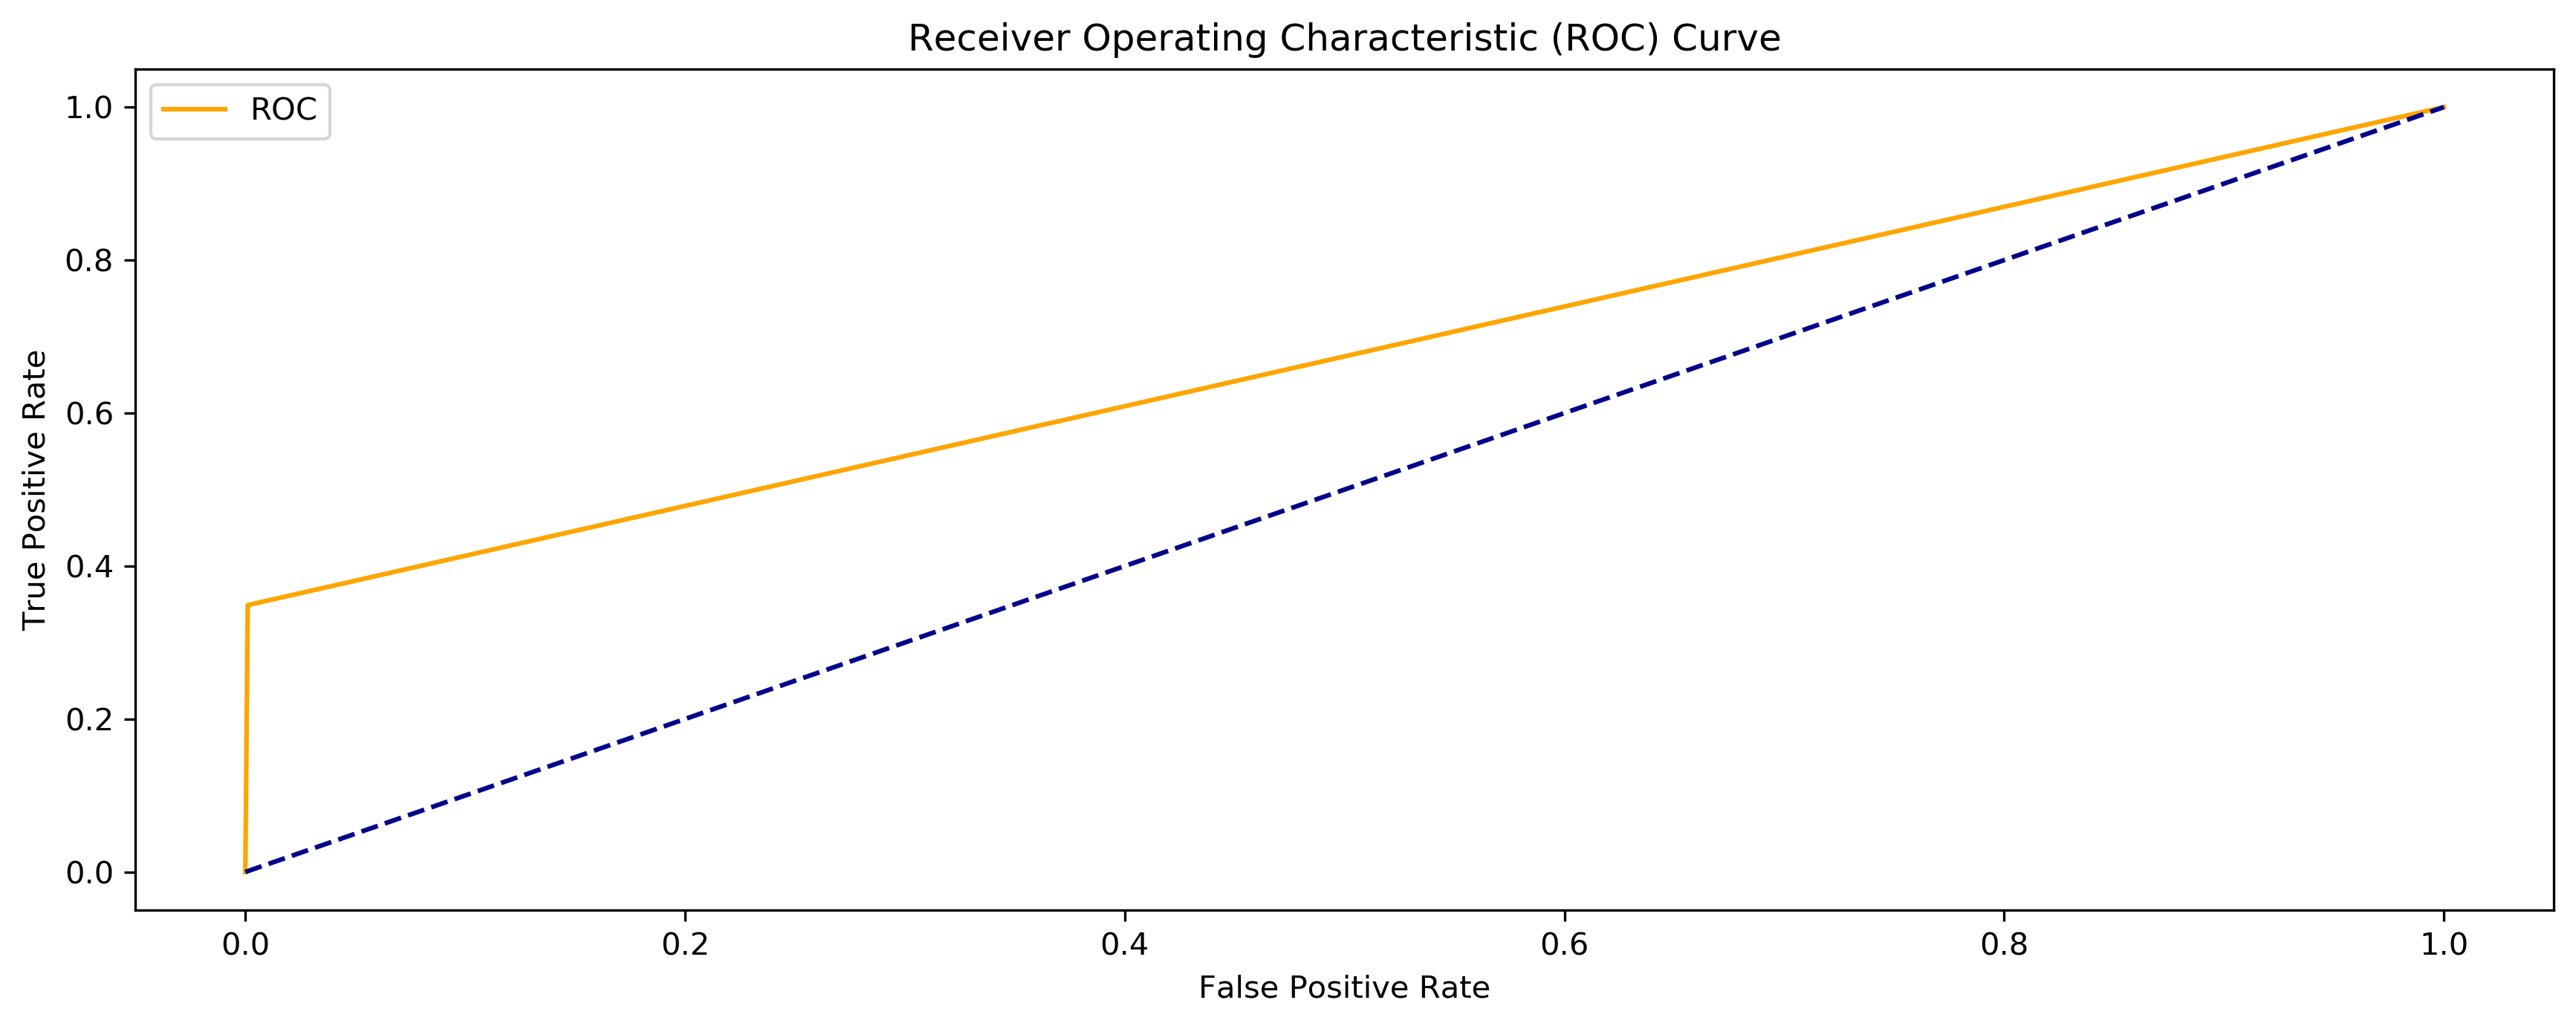 Receiver Operating Characteristic (ROC) Curve
ROC
1.0
0.8
0.6
0.4
0.2
0.0
True Positive Rate
0.0 0.2 0.4 0.6 0.8 1.0
False Positive Rate